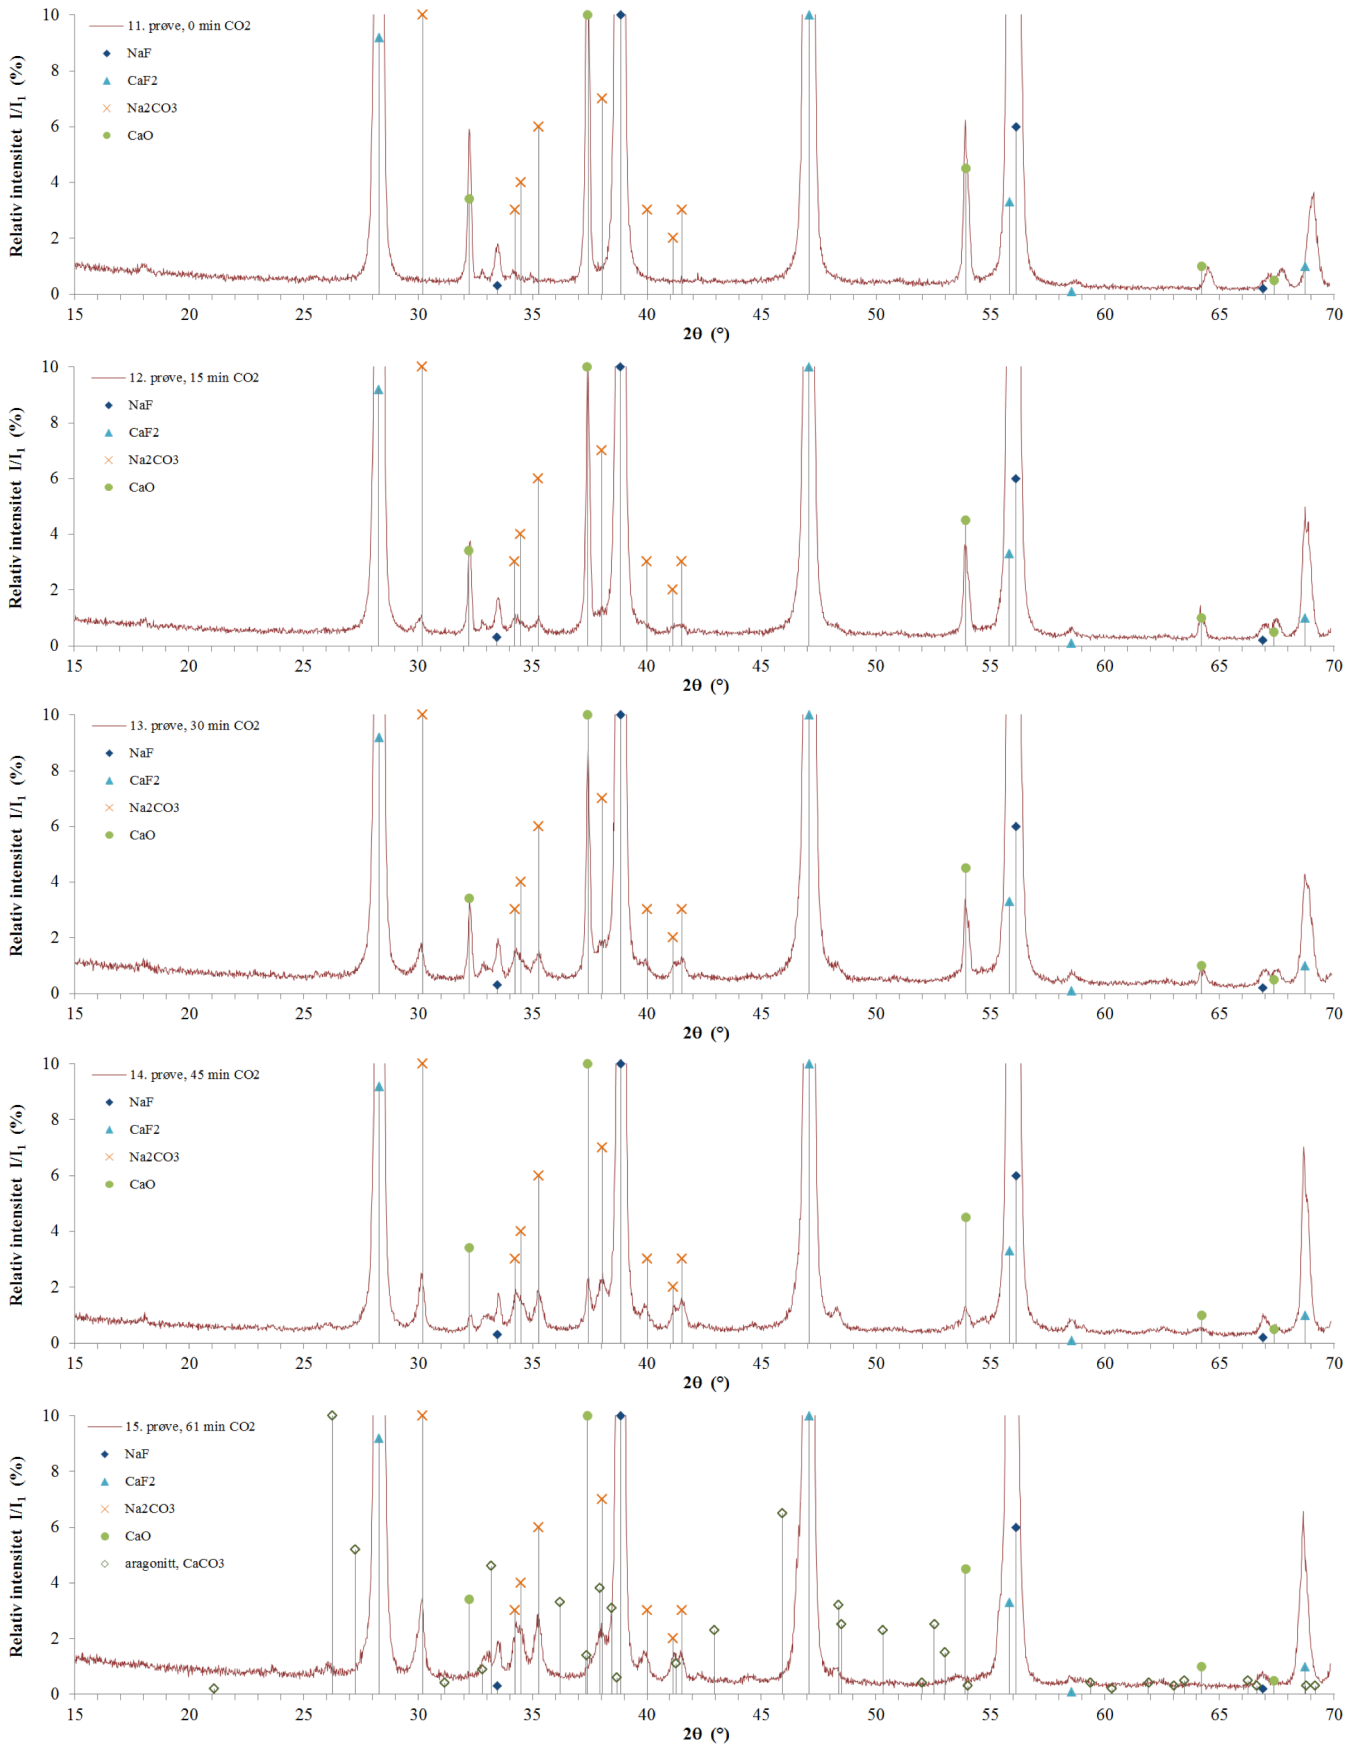 10
8
6
4
2
0
Relativ intensitet I/I1 (%)
11. prøve, 0 min CO2
NaF
CaF2
Na2CO3
CaO
15 20 25 30 35 40 45 50 55 60 65 70
2θ (°)
10
8
6
4
2
0
Relativ intensitet I/I1 (%)
12. prøve, 15 min CO2
NaF
CaF2
Na2CO3
CaO
15 20 25 30 35 40 45 50 55 60 65 70
2θ (°)
10
8
6
4
2
0
Relativ intensitet I/I1 (%)
13. prøve, 30 min CO2
NaF
CaF2
Na2CO3
CaO
15 20 25 30 35 40 45 50 55 60 65 70
2θ (°)
10
8
6
4
2
0
Relativ intensitet I/I1 (%)
14. prøve, 45 min CO2
NaF
CaF2
Na2CO3
CaO
15 20 25 30 35 40 45 50 55 60 65 70
2θ (°)
10
8
6
4
2
0
Relativ intensitet I/I1 (%)
15. prøve, 61 min CO2
NaF
CaF2
Na2CO3
CaO
aragonitt, CaCO3
15 20 25 30 35 40 45 50 55 60 65 70
2θ (°)